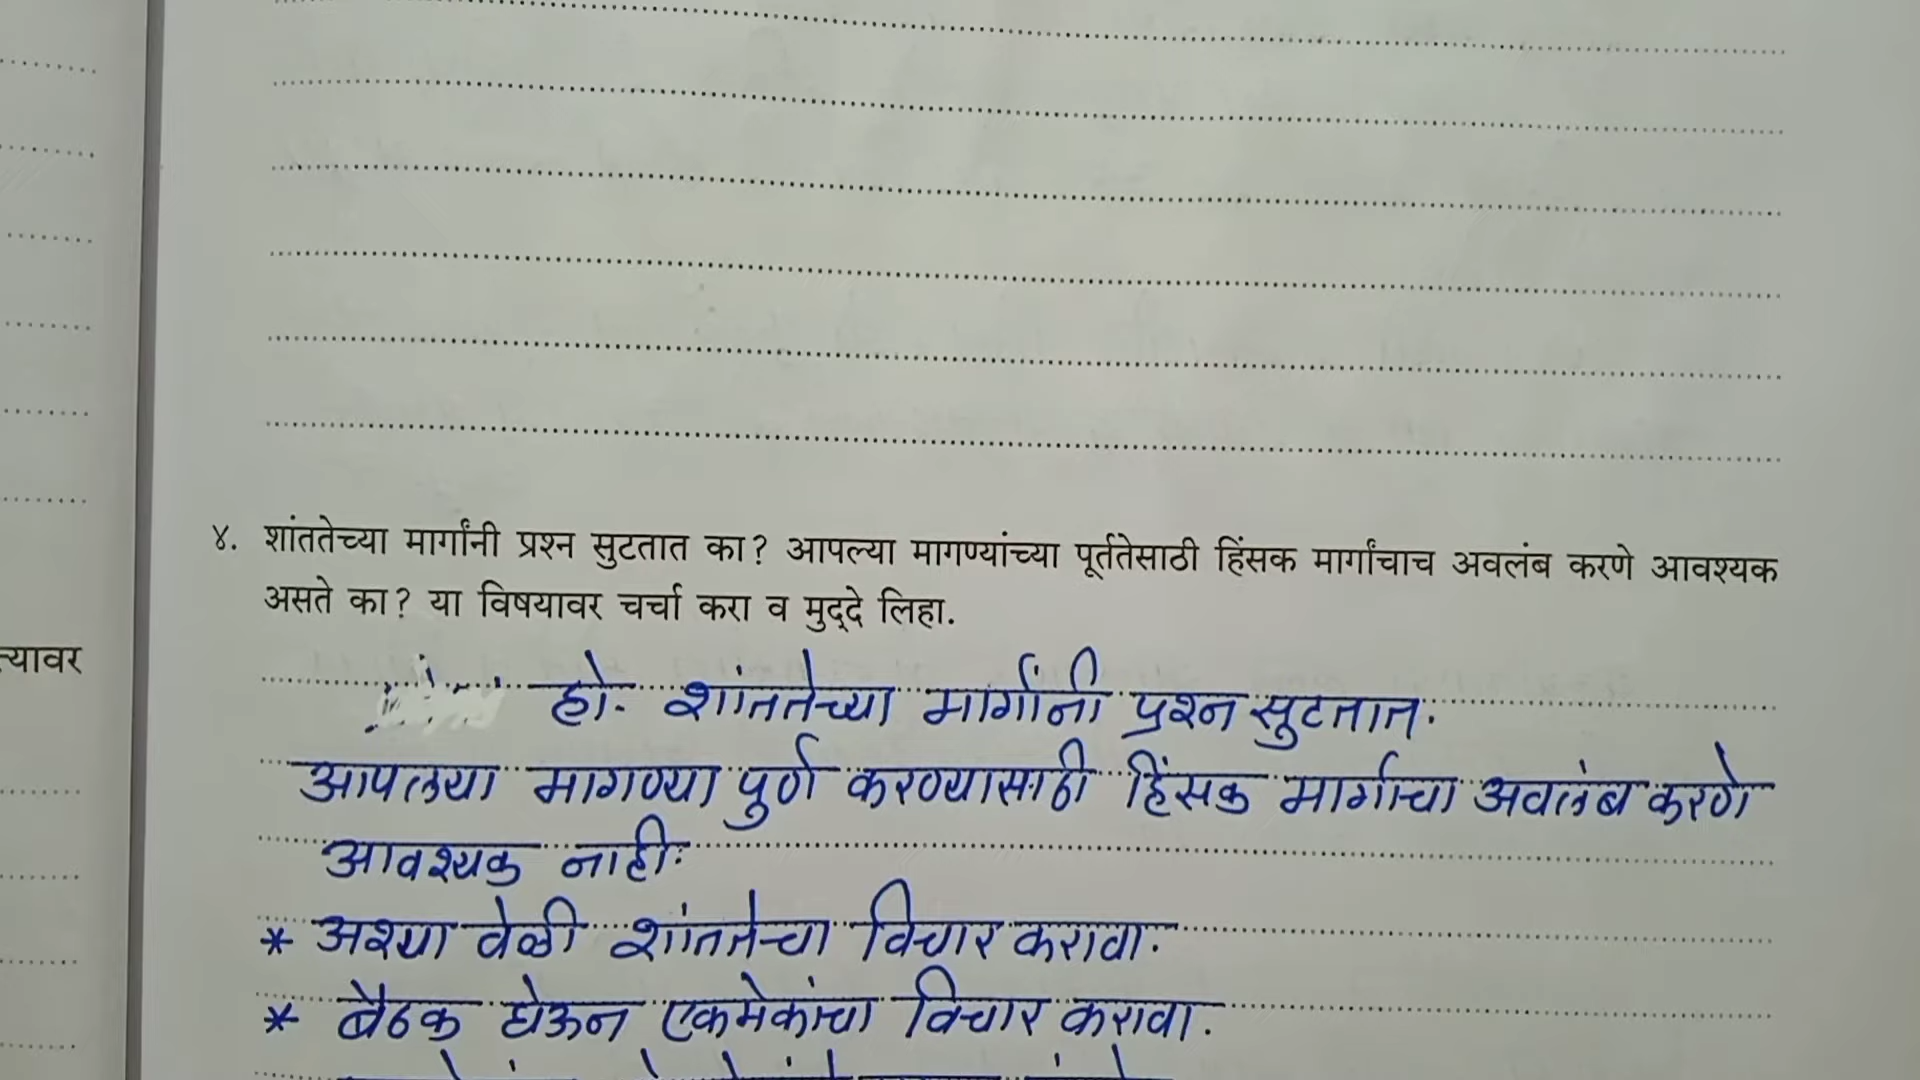 ४. शांततेच्या मार्गांनी प्रश्न सुटतात का? आपल्या मागण्यांच्या पूर्ततेसाठी हिंसक मार्गांचाच अवलंब करणे आवश्यक
असते का? या विषयावर चर्चा करा व मुद्दे लिहा.
त्यावर
हो. शांततेच्या मार्गांनी प्रश्न सुटतात.
आपलया मागण्या पुर्ण करण्यासाठी हिंसक मार्गाचा अवलंब करणे
आवश्यक नाही.
* अश्या वेळी शांततेचा विचार करावा.
* बैठक घेऊन एकमेकांचा विचार करावा.